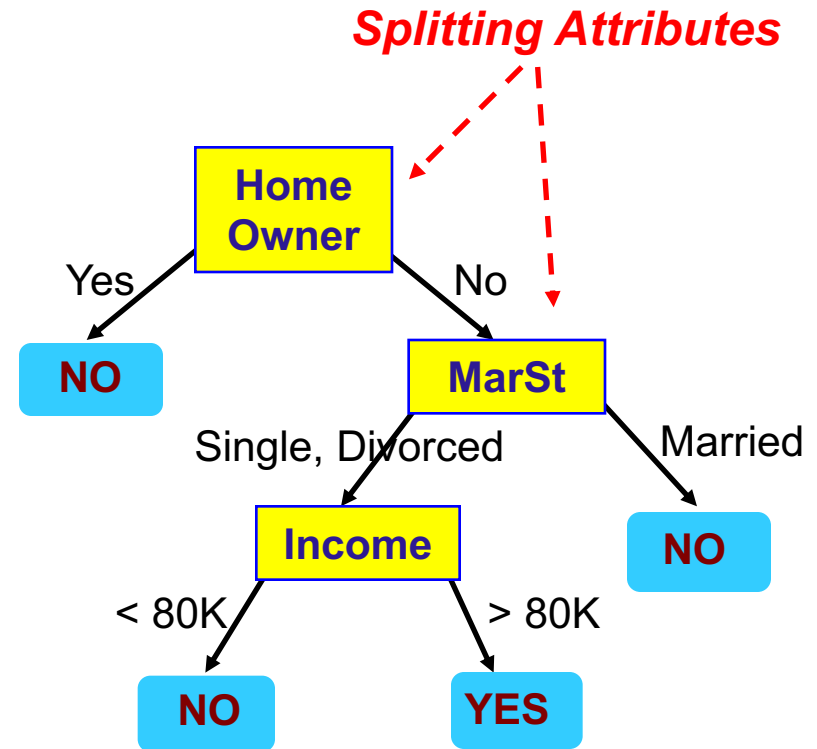 Splitting Attributes
Home
Owner
Yes
No
NO
MarSt
Single, Divorced
Married
Income
NO
< 80K
> 80K
NO
YES